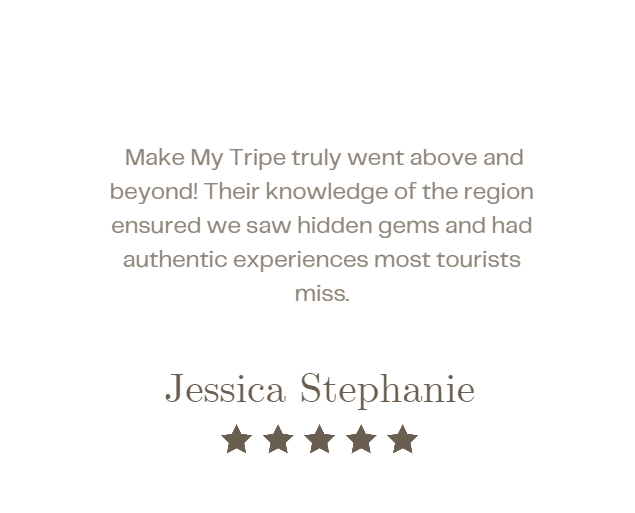 Make My Tripe truly went above and
beyond! Their knowledge of the region
ensured we saw hidden gems and had
authentic experiences most tourists
miss.
Jessica Stephanie